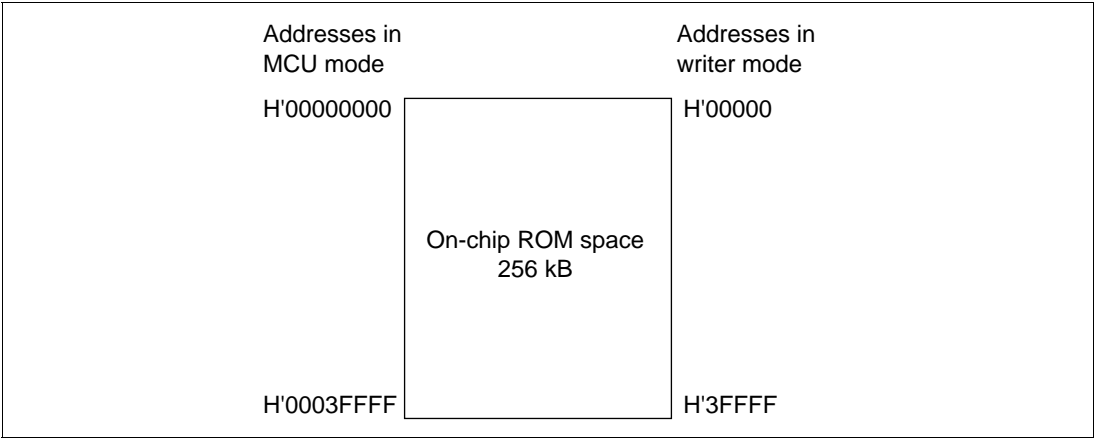 Addresses in
MCU mode
Addresses in
writer mode
H'00000000
H'00000
On-chip ROM space
256 kB
H'0003FFFF
H'3FFFF